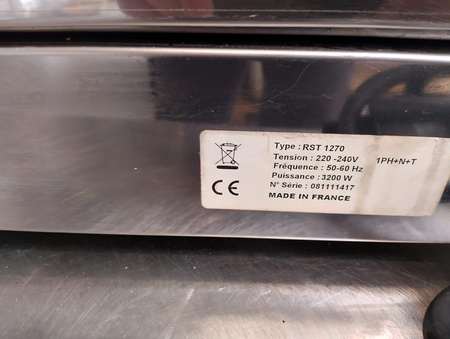 Type : RST 1270
Tension : 220 -240V 1PH+N+T
Fréquence : 50-60 Hz
Puissance : 3200 W
N° Série : 081111417
MADE IN FRANCE
CE